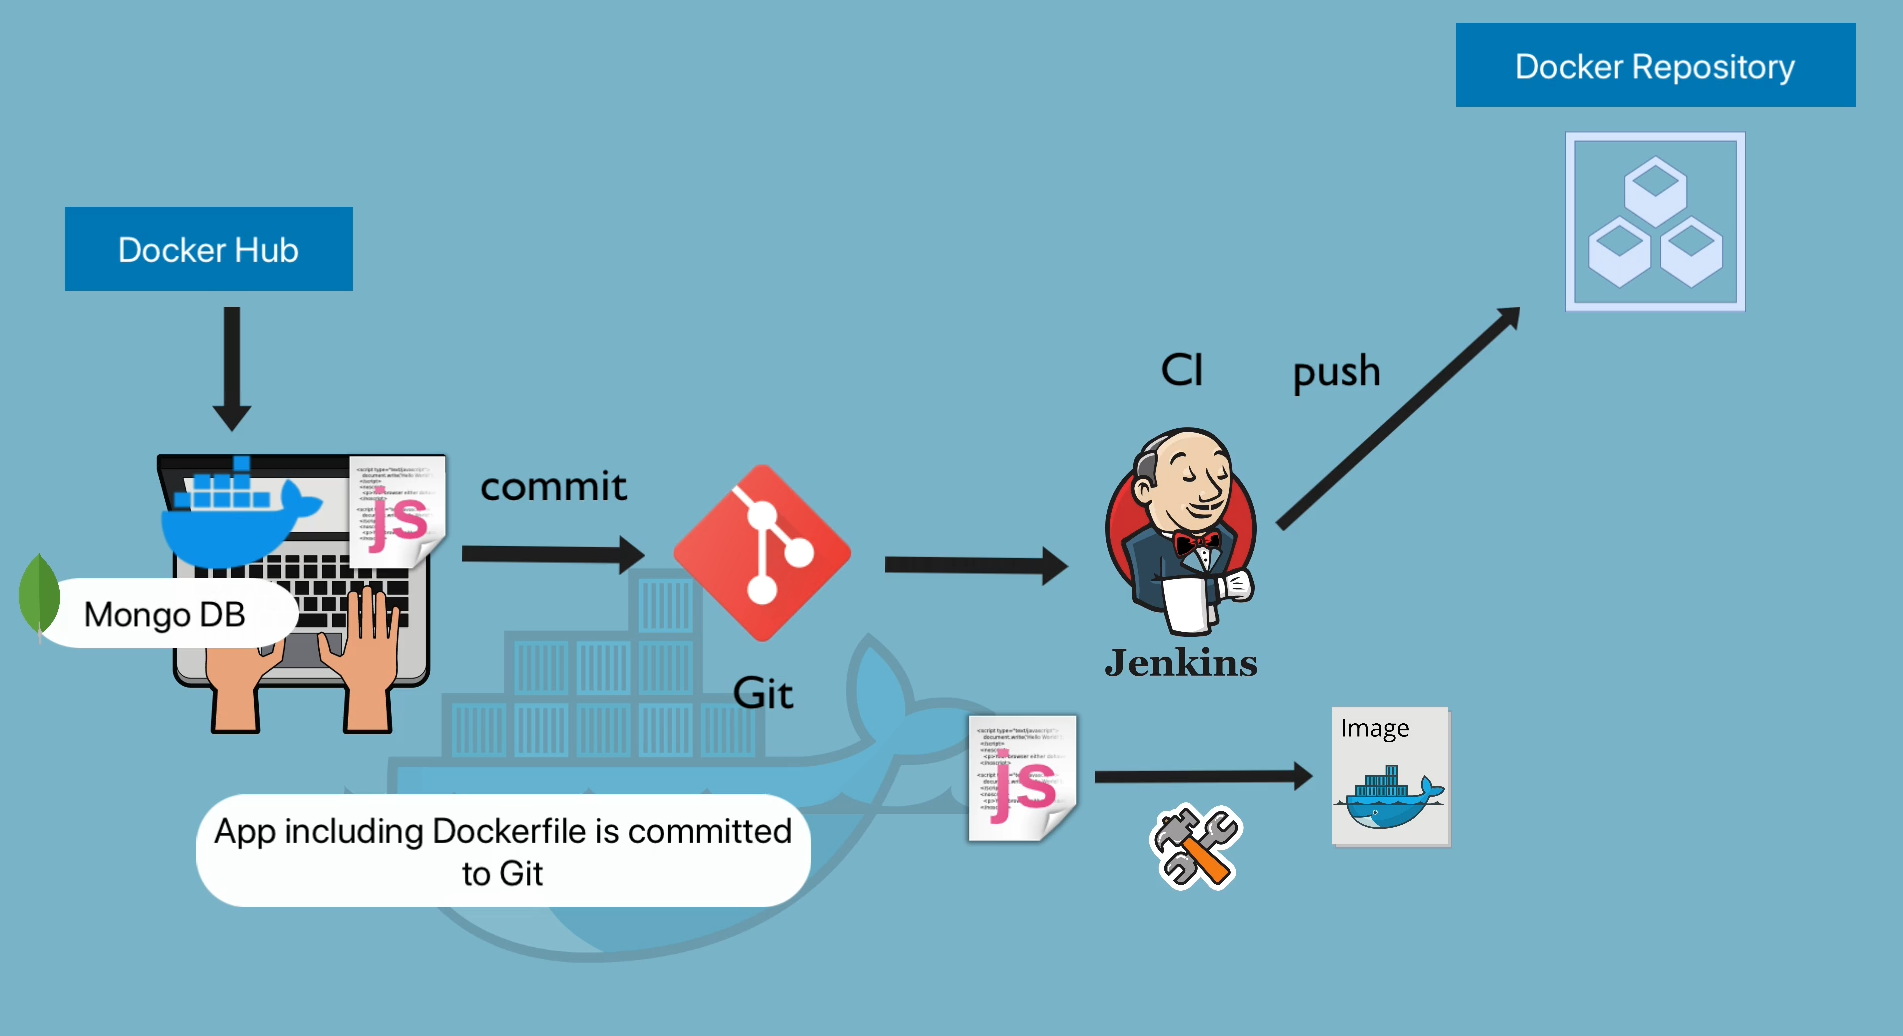 Docker Repository
Docker Hub
CI
push
commit
js
Mongo DB
Git
Jenkins
js
Image
App including Dockerfile is committed
to Git